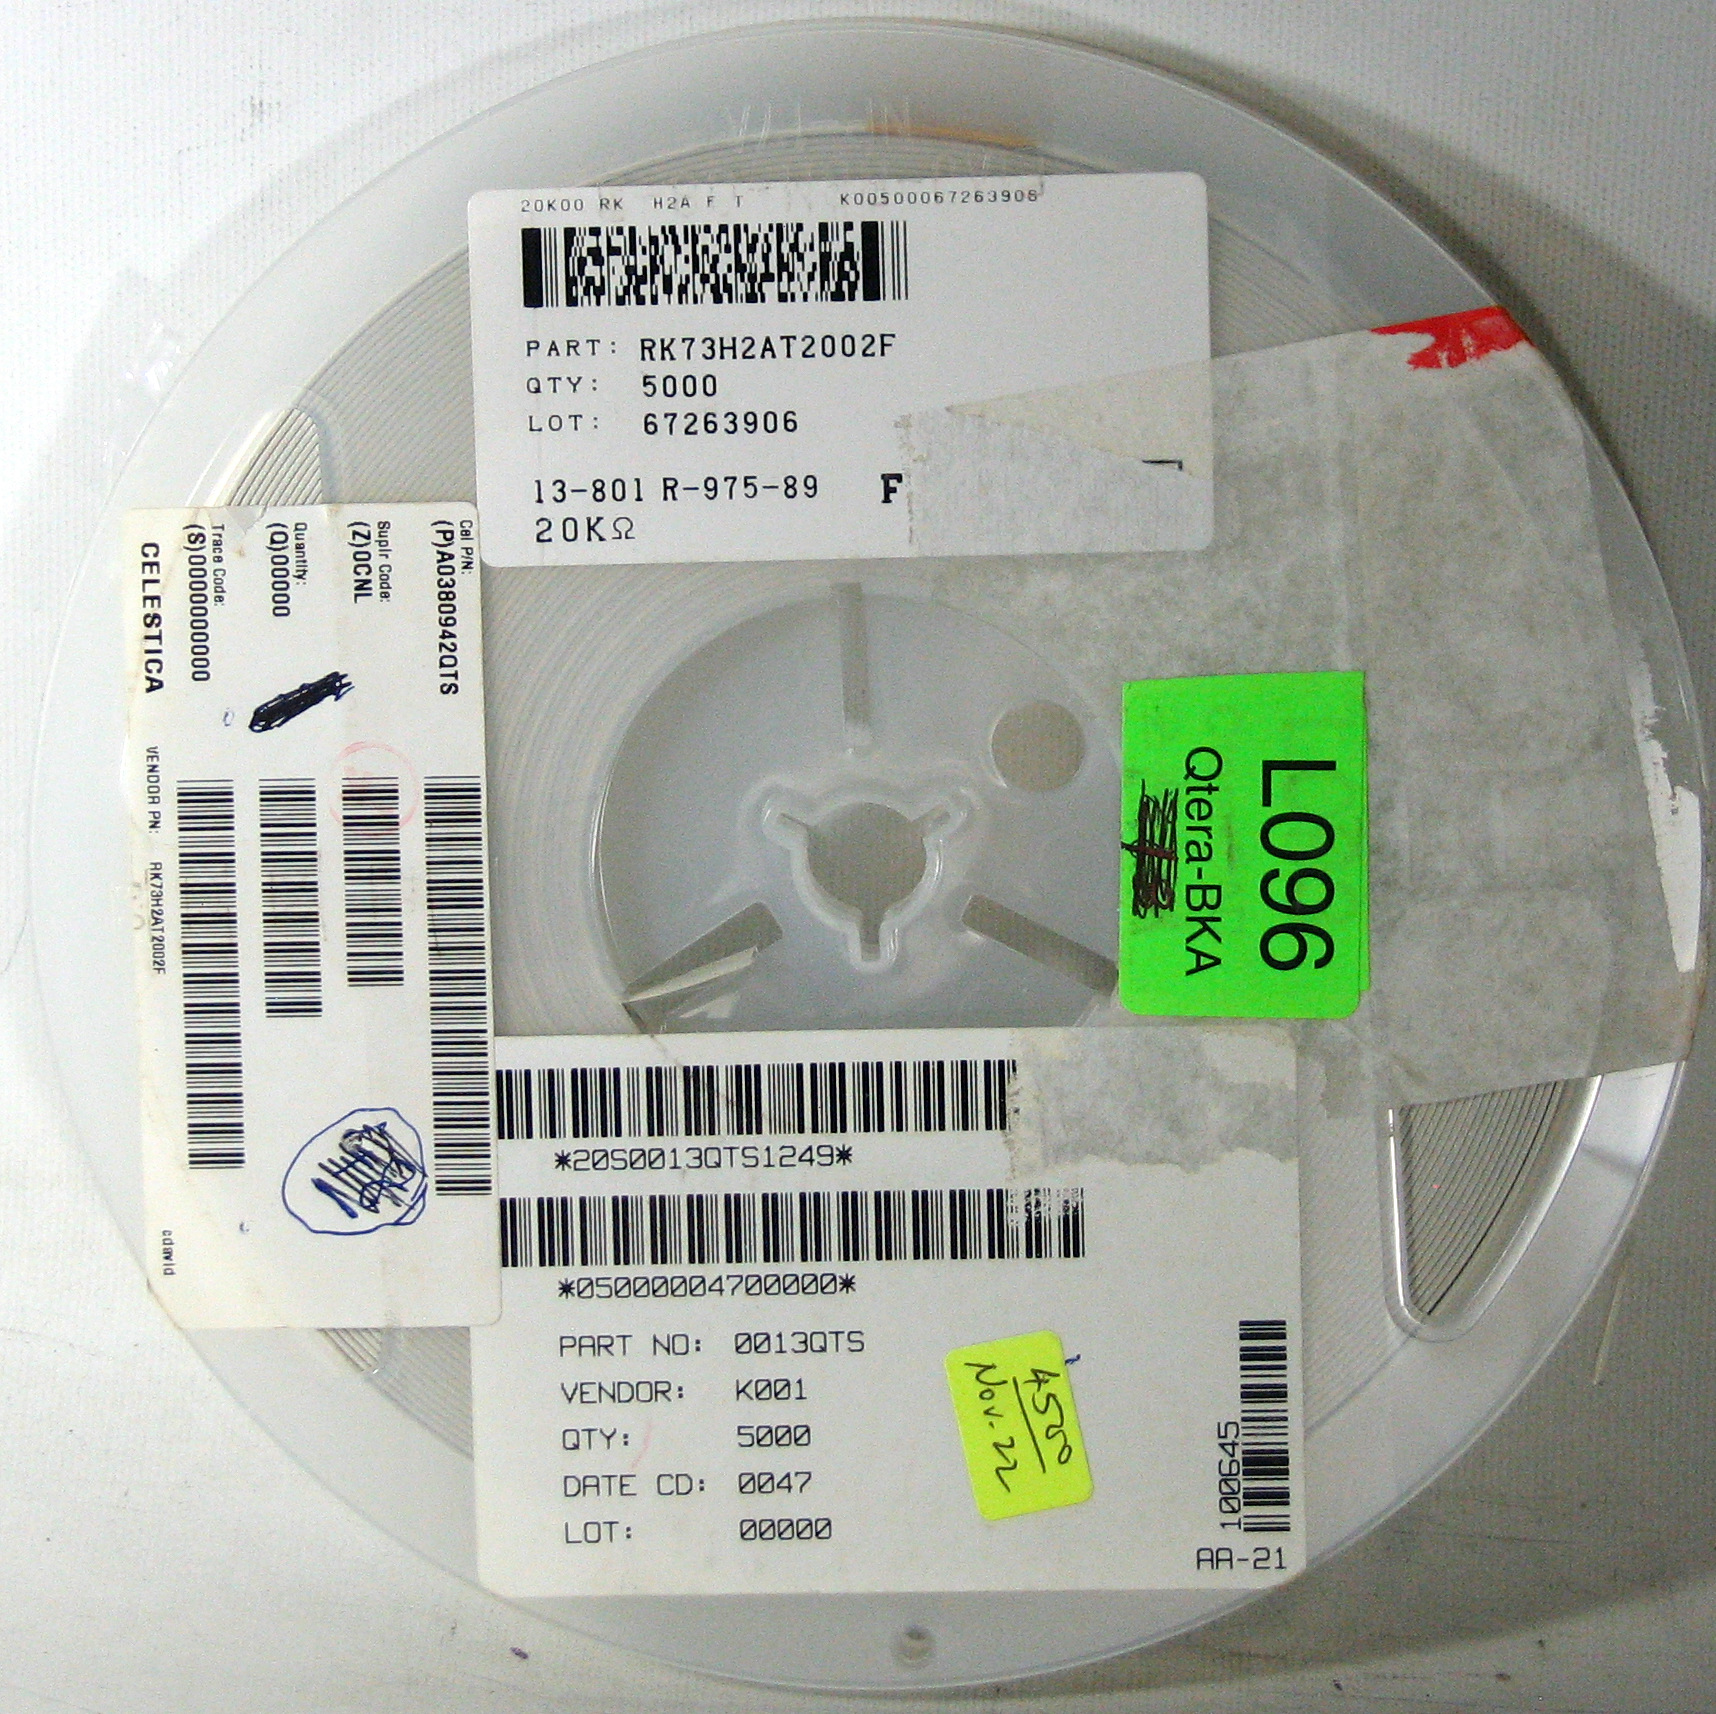 20K00 RK H2A F T K00500067263906
PART: RK73H2AT2002F
QTY: 5000
LOT: 67263906
13-801 R-975-89 F
20KΩ
Cel P/N:
(P)A0380942QTS
Suplr Code:
(Z)0CNL
Quantity:
(Q)00000
Trace Code:
(S)0000000000
CELESTICA VENDOR PN: RK73H2AT2002F cdavid
L096
Qtera-BKA
*20S0013QTS1249*
*05000004700000*
PART NO: 0013QTS
VENDOR: K001
QTY: 5000
DATE CD: 0047
LOT: 00000
4500
Nov. 22
100645
AA-21